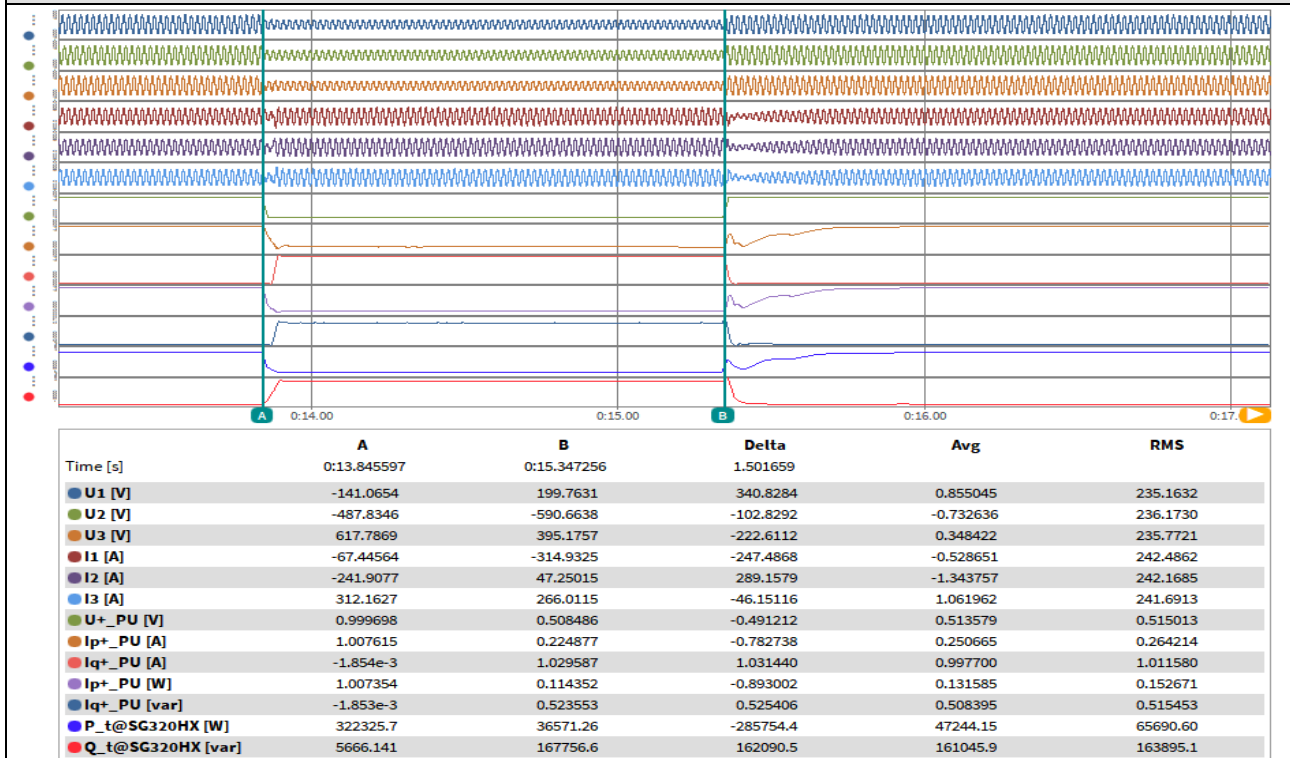 A 0:14.00 0:15.00 B 0:16.00 0:17.
A B Delta Avg RMS
Time [s] 0:13.845597 0:15.347256 1.501659
U1 [V] -141.0654 199.7631 340.8284 0.855045 235.1632
U2 [V] -487.8346 -590.6638 -102.8292 -0.732636 236.1730
U3 [V] 617.7869 395.1757 -222.6112 0.348422 235.7721
I1 [A] -67.44564 -314.9325 -247.4868 -0.528651 242.4862
I2 [A] -241.9077 47.25015 289.1579 -1.343757 242.1685
I3 [A] 312.1627 266.0115 -46.15116 1.061962 241.6913
U+_PU [V] 0.999698 0.508486 -0.491212 0.513579 0.515013
Ip+_PU [A] 1.007615 0.224877 -0.782738 0.250665 0.264214
Iq+_PU [A] -1.854e-3 1.029587 1.031440 0.997700 1.011580
Ip+_PU [W] 1.007354 0.114352 -0.893002 0.131585 0.152671
Iq+_PU [var] -1.853e-3 0.523553 0.525406 0.508395 0.515453
P_t@SG320HX [W] 322325.7 36571.26 -285754.4 47244.15 65690.60
Q_t@SG320HX [var] 5666.141 167756.6 162090.5 161045.9 163895.1